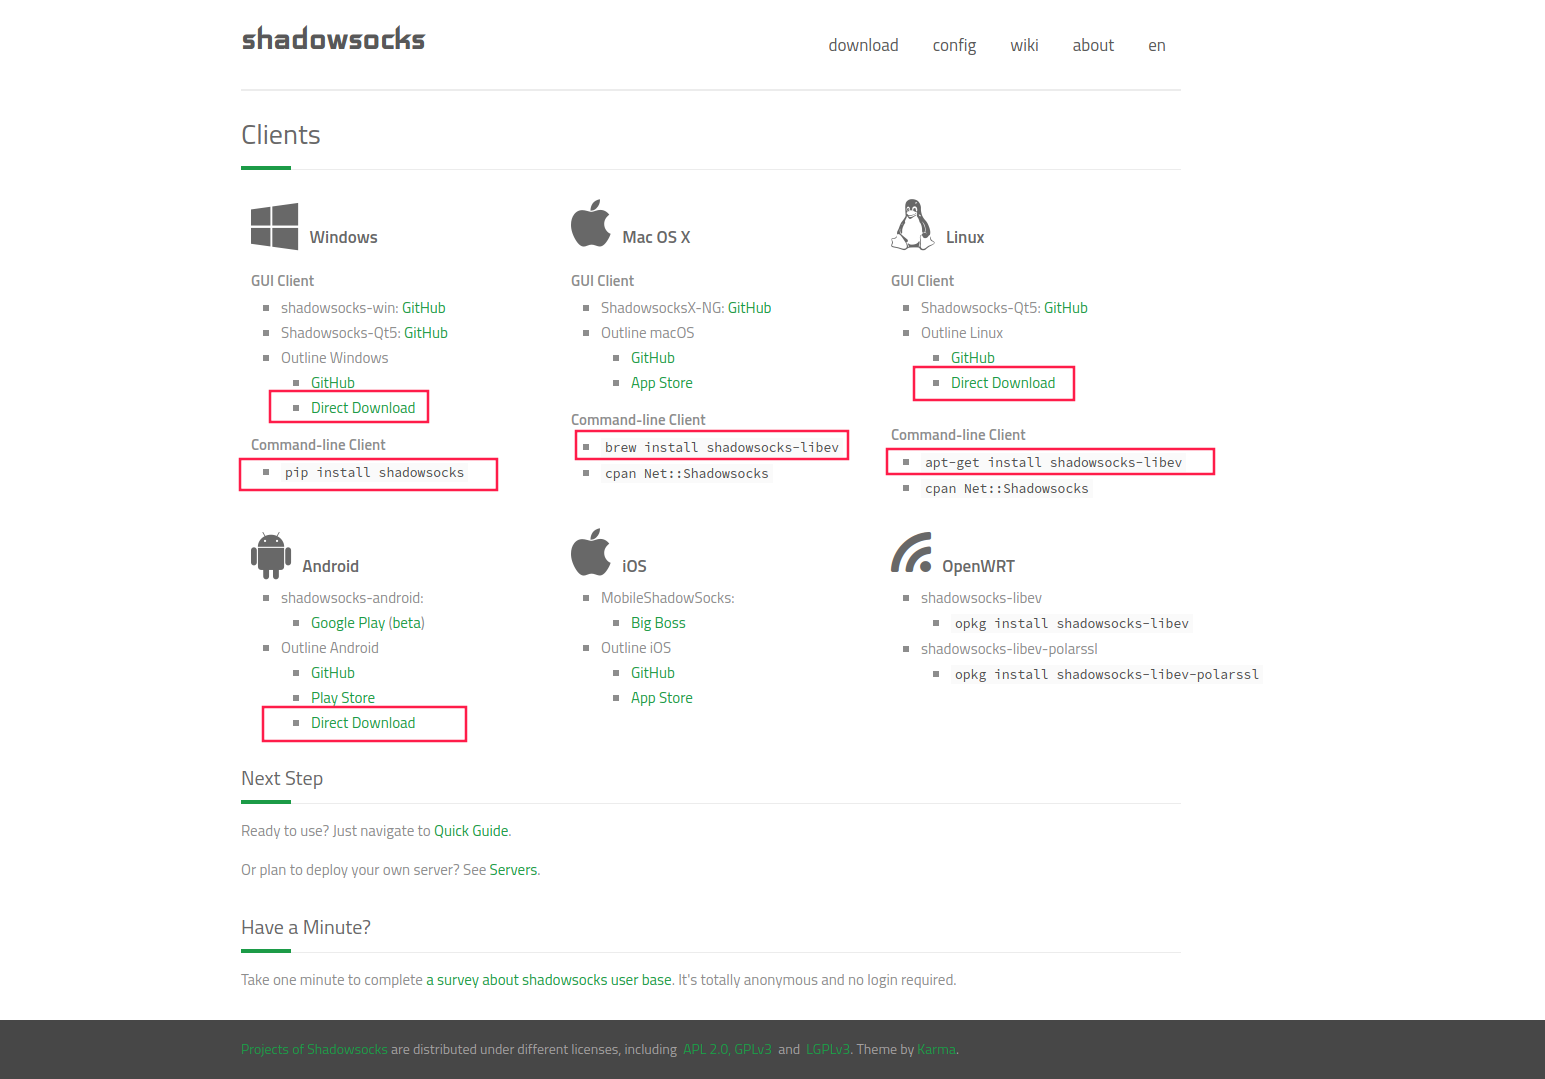 shadowsocks
download config wiki about en
Clients
Windows
GUI Client
shadowsocks-win: GitHub
Shadowsocks-Qt5: GitHub
Outline Windows
GitHub
Direct Download
Command-line Client
pip install shadowsocks
Mac OS X
GUI Client
ShadowsocksX-NG: GitHub
Outline macOS
GitHub
App Store
Command-line Client
brew install shadowsocks-libev
cpan Net::Shadowsocks
Linux
GUI Client
Shadowsocks-Qt5: GitHub
Outline Linux
GitHub
Direct Download
Command-line Client
apt-get install shadowsocks-libev
cpan Net::Shadowsocks
Android
shadowsocks-android:
Google Play (beta)
Outline Android
GitHub
Play Store
Direct Download
iOS
MobileShadowSocks:
Big Boss
Outline iOS
GitHub
App Store
OpenWRT
shadowsocks-libev
opkg install shadowsocks-libev
shadowsocks-libev-polarssl
opkg install shadowsocks-libev-polarssl
Next Step
Ready to use? Just navigate to Quick Guide.
Or plan to deploy your own server? See Servers.
Have a Minute?
Take one minute to complete a survey about shadowsocks user base. It's totally anonymous and no login required.
Projects of Shadowsocks are distributed under different licenses, including APL 2.0, GPLv3 and LGPLv3. Theme by Karma.